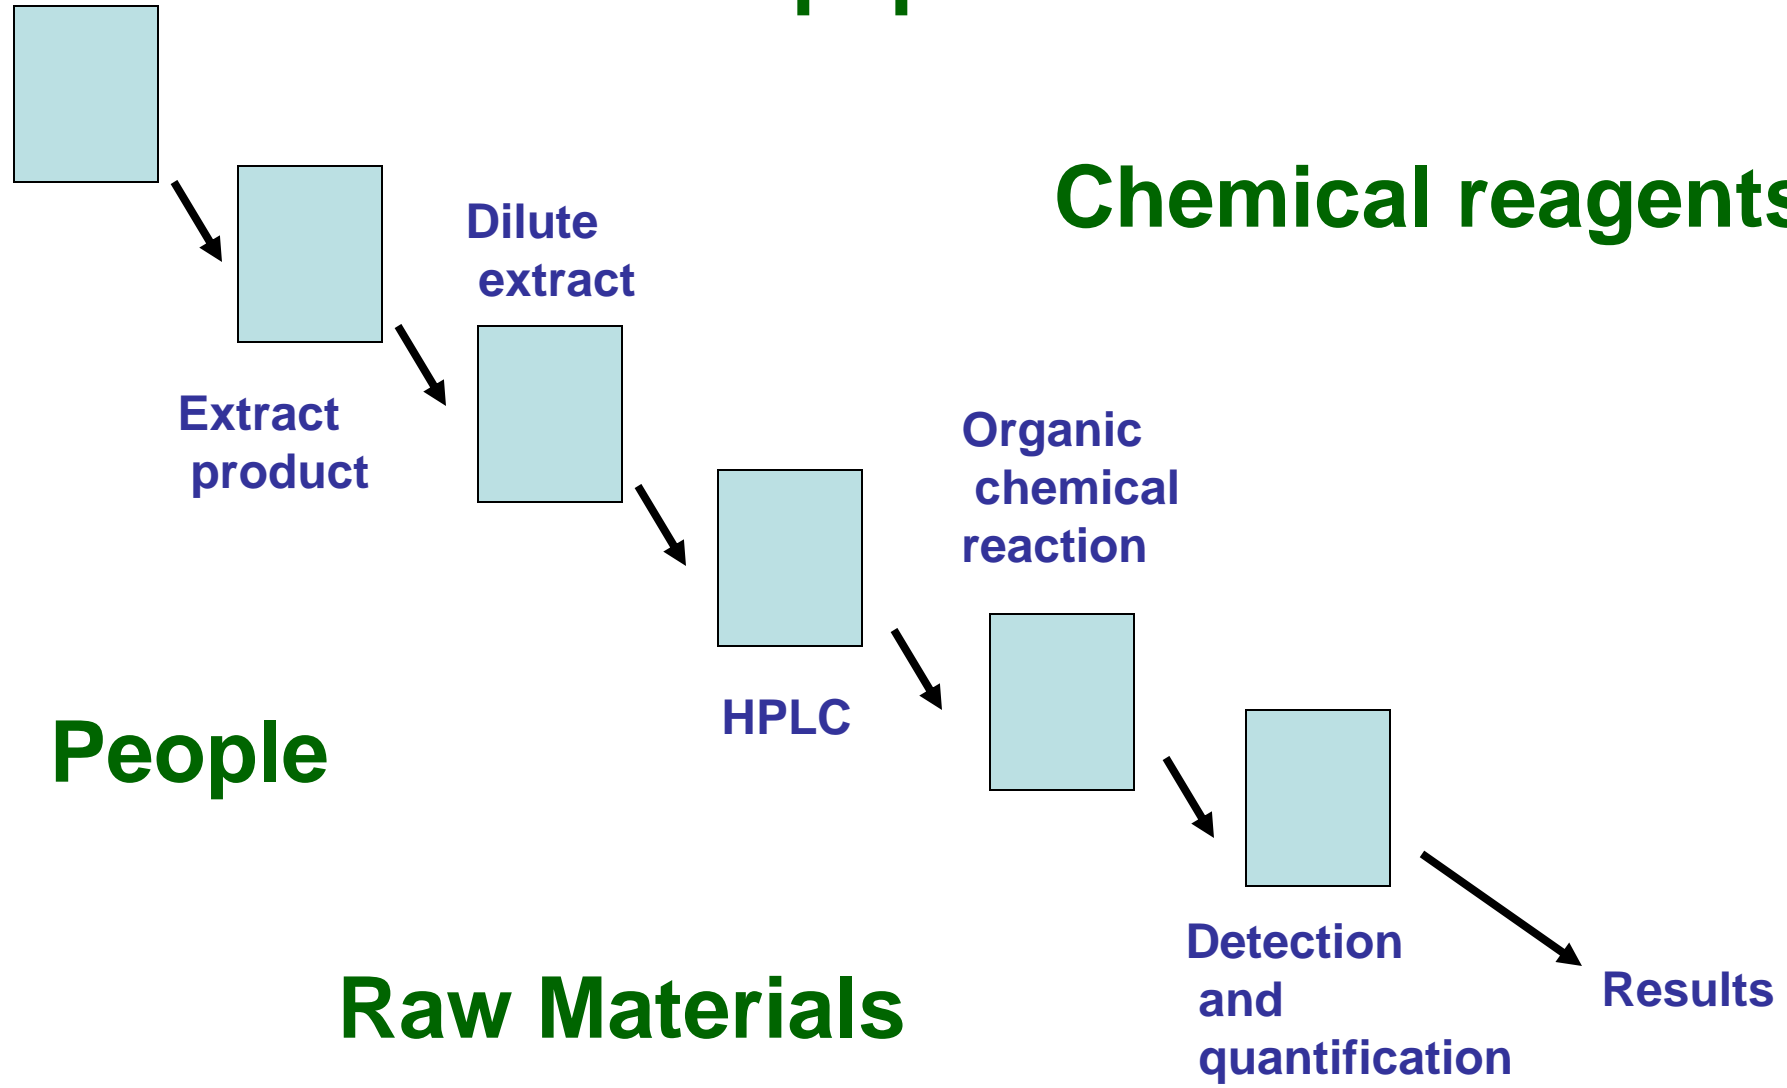 Chemical reagents
Dilute
extract
Extract
product
Organic
chemical
reaction
HPLC
People
Detection
and
quantification
Results
Raw Materials